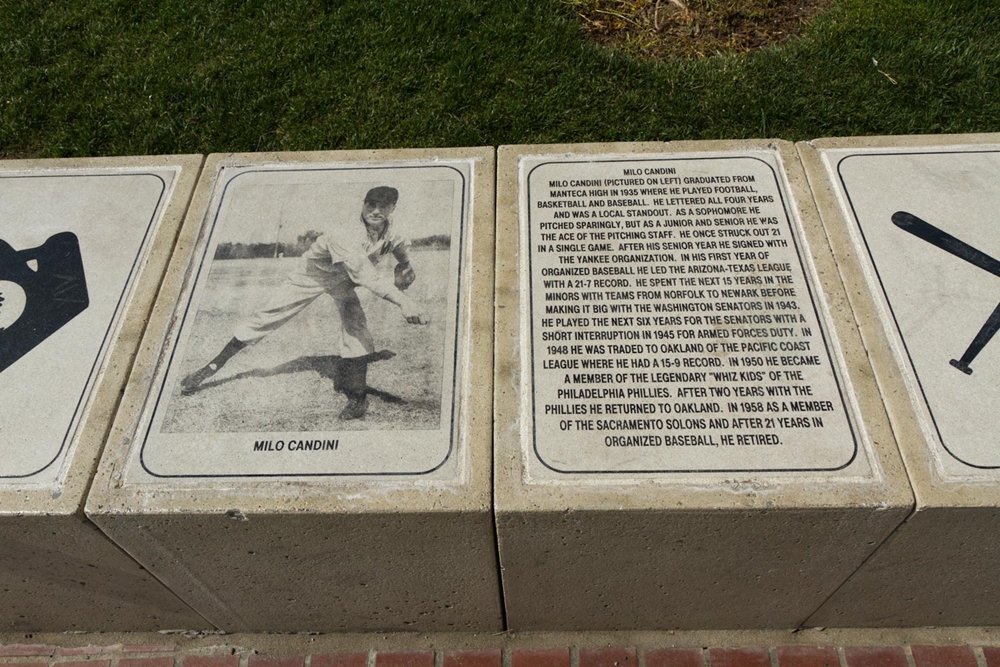 MILO CANDINI
MILO CANDINI
MILO CANDINI (PICTURED ON LEFT) GRADUATED FROM
MANTECA HIGH IN 1935 WHERE HE PLAYED FOOTBALL,
BASKETBALL AND BASEBALL. HE LETTERED ALL FOUR YEARS
AND WAS A LOCAL STANDOUT. AS A SOPHOMORE HE
PITCHED SPARINGLY, BUT AS A JUNIOR AND SENIOR HE WAS
THE ACE OF THE PITCHING STAFF. HE ONCE STRUCK OUT 21
IN A SINGLE GAME. AFTER HIS SENIOR YEAR HE SIGNED WITH
THE YANKEE ORGANIZATION. IN HIS FIRST YEAR OF
ORGANIZED BASEBALL HE LED THE ARIZONA-TEXAS LEAGUE
WITH A 21-7 RECORD. HE SPENT THE NEXT 15 YEARS IN THE
MINORS WITH TEAMS FROM NORFOLK TO NEWARK BEFORE
MAKING IT BIG WITH THE WASHINGTON SENATORS IN 1943.
HE PLAYED THE NEXT SIX YEARS FOR THE SENATORS WITH A
SHORT INTERRUPTION IN 1945 FOR ARMED FORCES DUTY. IN
1948 HE WAS TRADED TO OAKLAND OF THE PACIFIC COAST
LEAGUE WHERE HE HAD A 15-9 RECORD. IN 1950 HE BECAME
A MEMBER OF THE LEGENDARY "WHIZ KIDS" OF THE
PHILADELPHIA PHILLIES. AFTER TWO YEARS WITH THE
PHILLIES HE RETURNED TO OAKLAND. IN 1958 AS A MEMBER
OF THE SACRAMENTO SOLONS AND AFTER 21 YEARS IN
ORGANIZED BASEBALL, HE RETIRED.